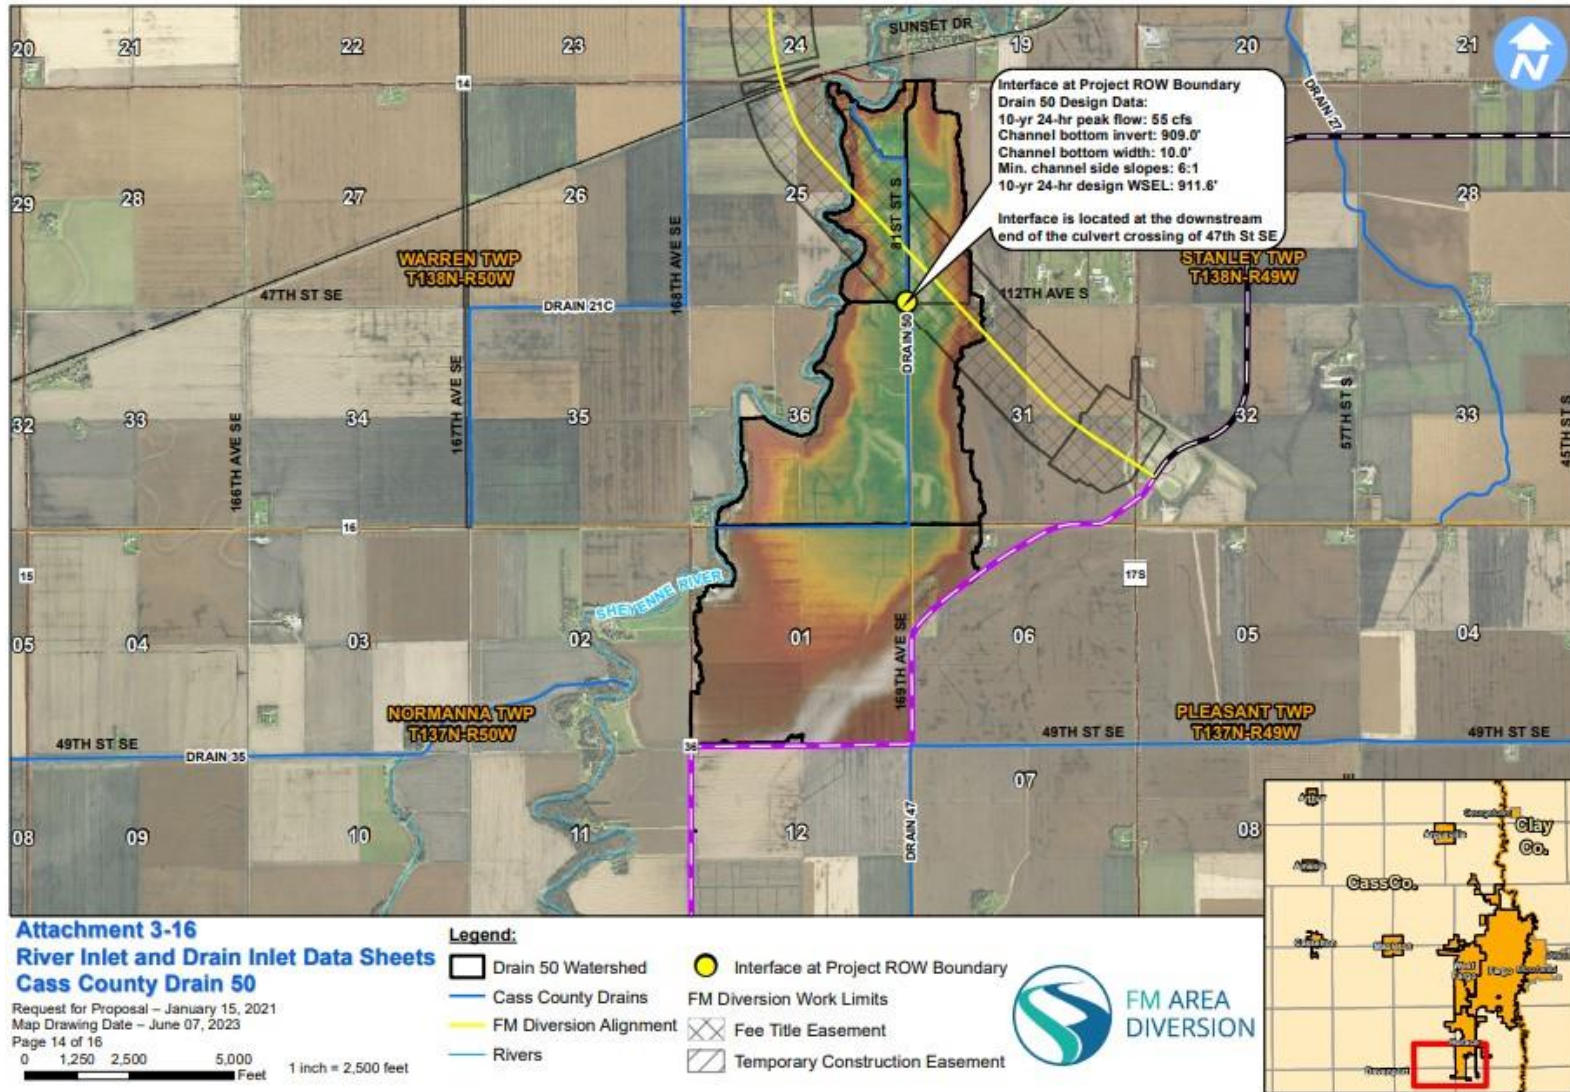 SUNSET DR
20
21
22
23
24
19
20
21
14
DRAIN 27
Interface at Project ROW Boundary
Drain 50 Design Data:
10-yr 24-hr peak flow: 55 cfs
Channel bottom invert: 909.0'
Channel bottom width: 10.0'
Min. channel side slopes: 6:1
10-yr 24-hr design WSEL: 911.6'
Interface is located at the downstream
end of the culvert crossing of 47th St SE
N
29
28
27
26
25
28
81ST ST S
WARREN TWP
T138N-R50W
STANLEY TWP
T138N-R49W
47TH ST SE
DRAIN 21C
168TH AVE SE
112TH AVE S
DRAIN 50
32
33
34
35
36
31
32
33
166TH AVE SE
167TH AVE SE
57TH ST S
45TH ST S
16
15
17S
SHEYENNE RIVER
05
04
03
02
01
06
05
04
169TH AVE SE
NORMANNA TWP
T137N-R50W
PLEASANT TWP
T137N-R49W
49TH ST SE
DRAIN 35
36
49TH ST SE
49TH ST SE
07
DRAIN 47
08
09
10
11
12
08
Clay
Co.
Cass Co.
West
Fargo
Fargo
Davenport
Attachment 3-16
River Inlet and Drain Inlet Data Sheets
Cass County Drain 50
Request for Proposal – January 15, 2021
Map Drawing Date – June 07, 2023
Page 14 of 16
0 1,250 2,500 5,000
Feet
1 inch = 2,500 feet
Legend:
Drain 50 Watershed
Cass County Drains
FM Diversion Alignment
Rivers
Interface at Project ROW Boundary
FM Diversion Work Limits
Fee Title Easement
Temporary Construction Easement
FM AREA
DIVERSION